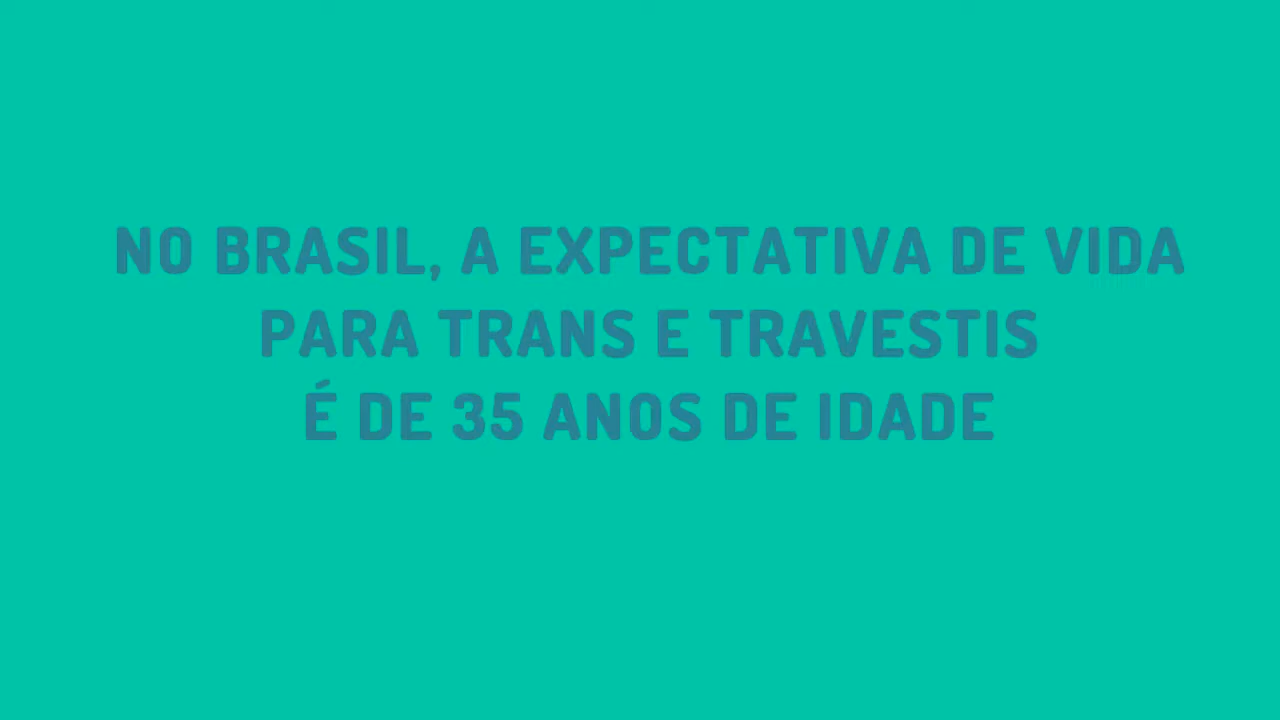 NO BRASIL, A EXPECTATIVA DE VIDA
PARA TRANS E TRAVESTIS
É DE 35 ANOS DE IDADE